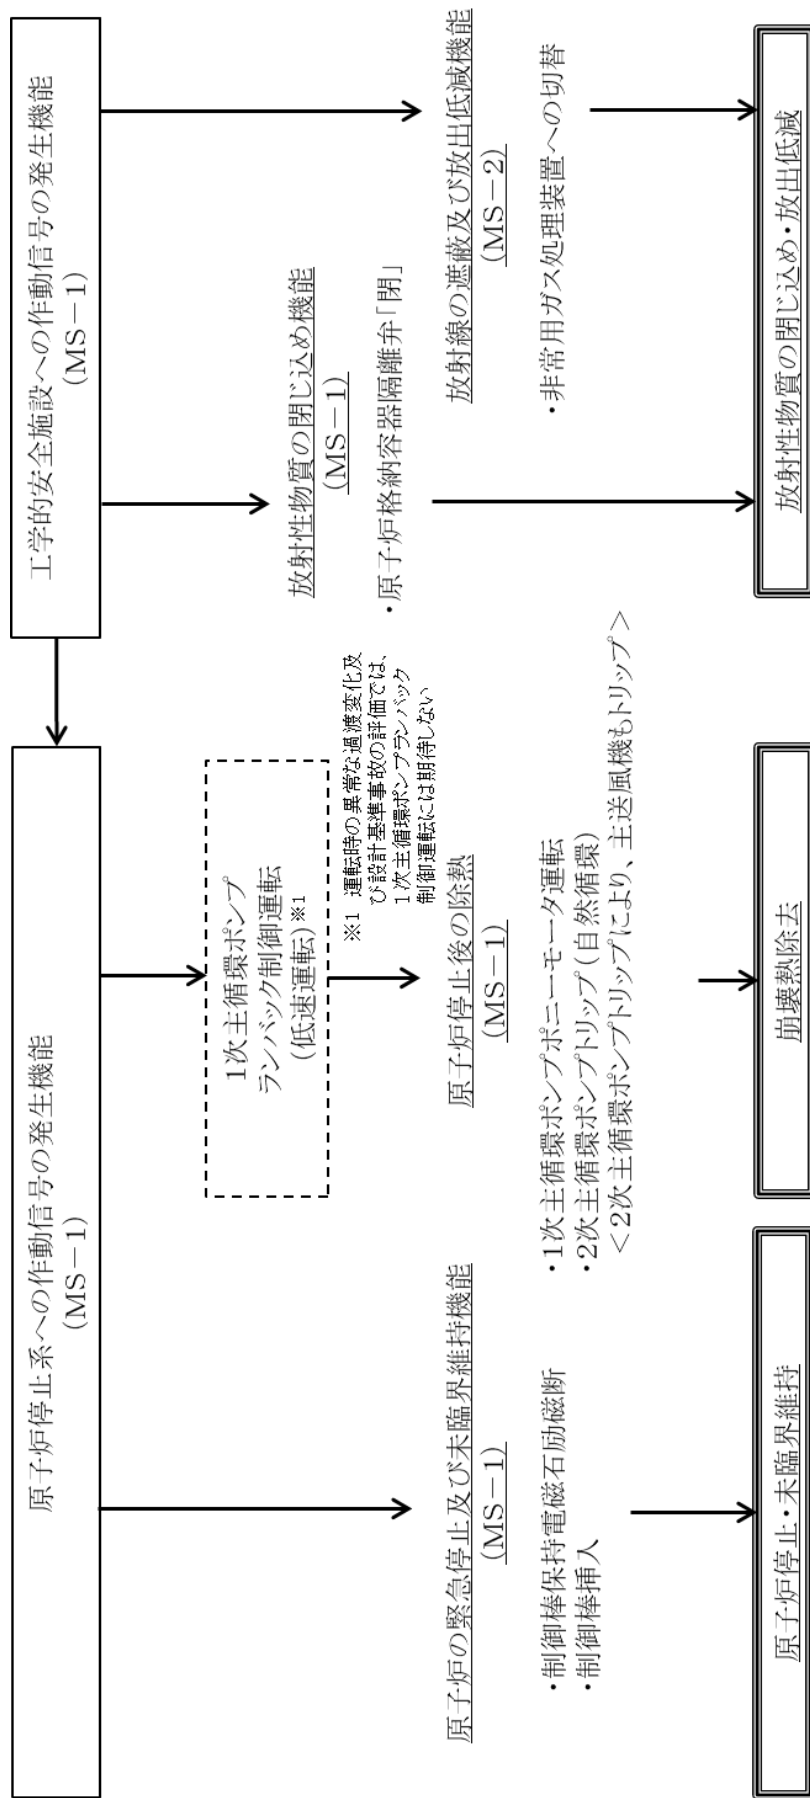 原子炉停止系への作動信号の発生機能
(MS-1)
工学的安全施設への作動信号の発生機能
(MS-1)
1次主循環ポンプ
ランバック制御運転
(低速運転)※1
※1 運転時の異常な過渡変化及
び設計基準事故の評価では、
1次主循環ポンプランバック
制御運転には期待しない
原子炉の緊急停止及び未臨界維持機能
(MS-1)
・制御棒保持電磁石励磁断
・制御棒挿入
原子炉停止後の除熱
(MS-1)
・1次主循環ポンプポニーモータ運転
・2次主循環ポンプトリップ(自然循環)
<2次主循環ポンプトリップにより、主送風機もトリップ>
放射性物質の閉じ込め機能
(MS-1)
・原子炉格納容器隔離弁「閉」
放射線の遮蔽及び放出低減機能
(MS-2)
・非常用ガス処理装置への切替
原子炉停止・未臨界維持
崩壊熱除去
放射性物質の閉じ込め・放出低減